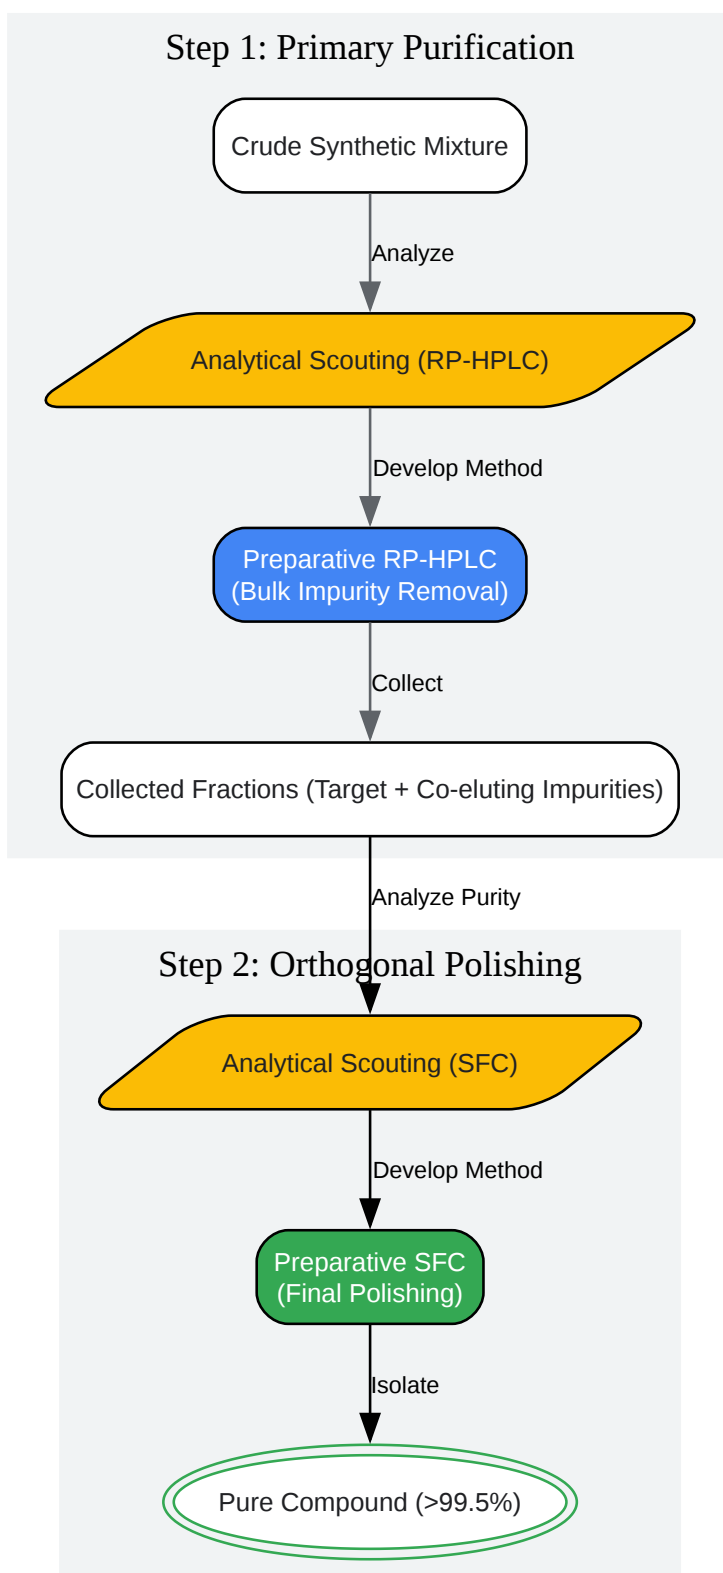 Step 1: Primary Purification
Crude Synthetic Mixture
Analyze
Analytical Scouting (RP-HPLC)
Develop Method
Preparative RP-HPLC
(Bulk Impurity Removal)
Collect
Collected Fractions (Target + Co-eluting Impurities)
Analyze Purity
Step 2: Orthogonal Polishing
Analytical Scouting (SFC)
Develop Method
Preparative SFC
(Final Polishing)
Isolate
Pure Compound (>99.5%)